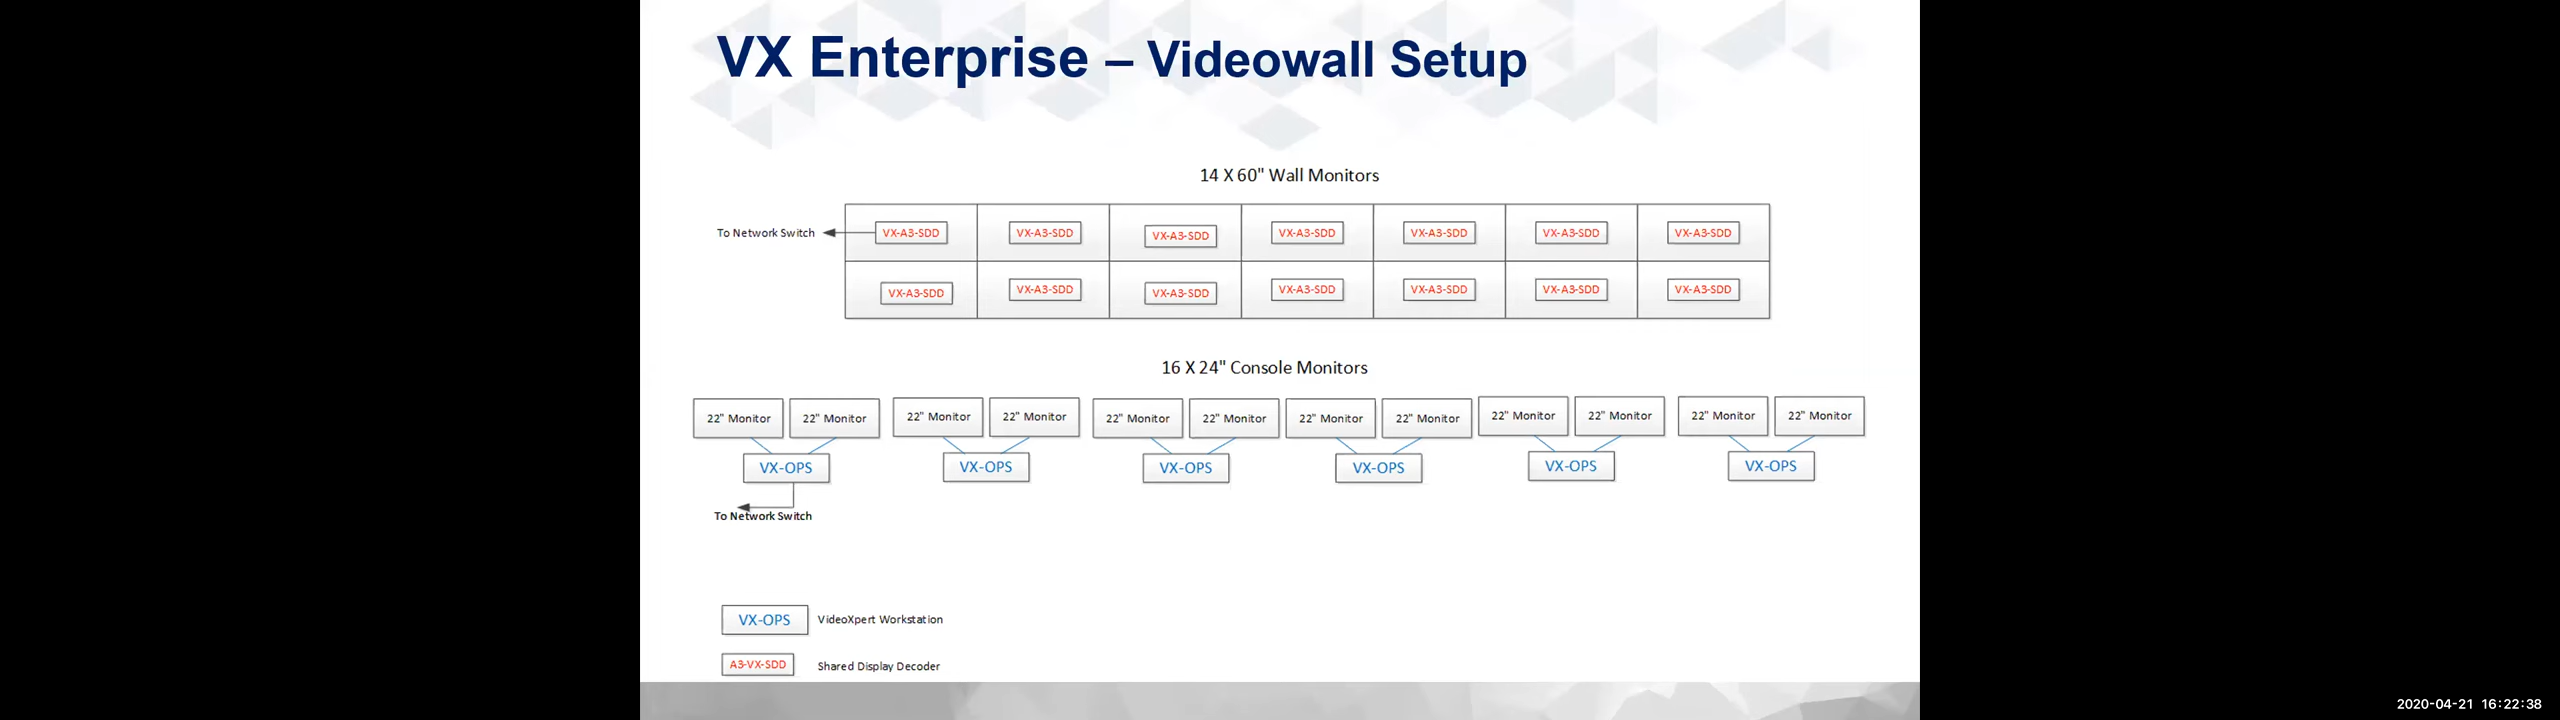 VX Enterprise – Videowall Setup
14 X 60" Wall Monitors
To Network Switch
VX-A3-SDD VX-A3-SDD VX-A3-SDD VX-A3-SDD VX-A3-SDD VX-A3-SDD VX-A3-SDD
VX-A3-SDD VX-A3-SDD VX-A3-SDD VX-A3-SDD VX-A3-SDD VX-A3-SDD VX-A3-SDD
16 X 24" Console Monitors
22" Monitor 22" Monitor 22" Monitor 22" Monitor 22" Monitor 22" Monitor 22" Monitor 22" Monitor 22" Monitor 22" Monitor 22" Monitor 22" Monitor
VX-OPS VX-OPS VX-OPS VX-OPS VX-OPS VX-OPS
To Network Switch
VX-OPS VideoXpert Workstation
A3-VX-SDD Shared Display Decoder
2020-04-21 16:22:38